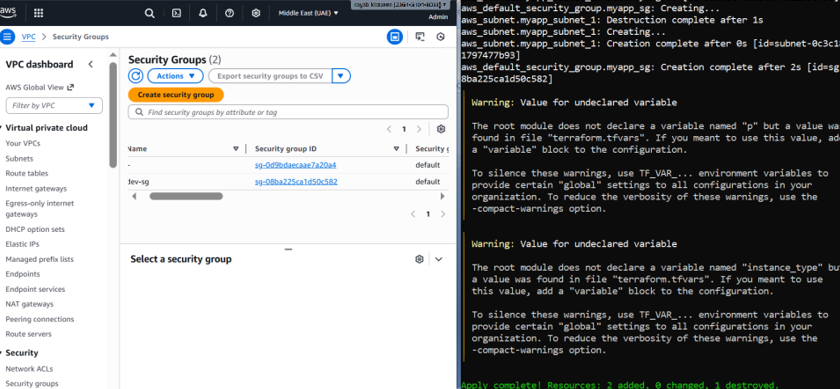 aws
Middle East (UAE)
Admin
VPC > Security Groups
VPC dashboard
AWS Global View
Filter by VPC
Virtual private cloud
Your VPCs
Subnets
Route tables
Internet gateways
Egress-only internet
gateways
DHCP option sets
Elastic IPs
Managed prefix lists
Endpoints
Endpoint services
NAT gateways
Peering connections
Route servers
Security
Network ACLs
Security groups
Security Groups (2)
Actions
Export security groups to CSV
Create security group
Find security groups by attribute or tag
1
Name
Security group ID
Security g
-
sg-0d9bdaecaae7a20a4
default
dev-sg
sg-08ba225ca1d50c582
default
1
Select a security group
aws_default_security_group.myapp_sg: Creating...
aws_subnet.myapp_subnet_1: Destruction complete after 1s
aws_subnet.myapp_subnet_1: Creating...
aws_subnet.myapp_subnet_1: Creation complete after 0s [id=subnet-0c3c1
1797477b93]
aws_default_security_group.myapp_sg: Creation complete after 2s [id=sg
8ba225ca1d50c582]
Warning: Value for undeclared variable
The root module does not declare a variable named "p" but a value was
found in file "terraform.tfvars". If you meant to use this value, add
a "variable" block to the configuration.
To silence these warnings, use TF_VAR_... environment variables to
provide certain "global" settings to all configurations in your
organization. To reduce the verbosity of these warnings, use the
-compact-warnings option.
Warning: Value for undeclared variable
The root module does not declare a variable named "instance_type" but
a value was found in file "terraform.tfvars". If you meant to use
this value, add a "variable" block to the configuration.
To silence these warnings, use TF_VAR_... environment variables to
provide certain "global" settings to all configurations in your
organization. To reduce the verbosity of these warnings, use the
-compact-warnings option.
Apply complete! Resources: 2 added, 0 changed, 1 destroyed.